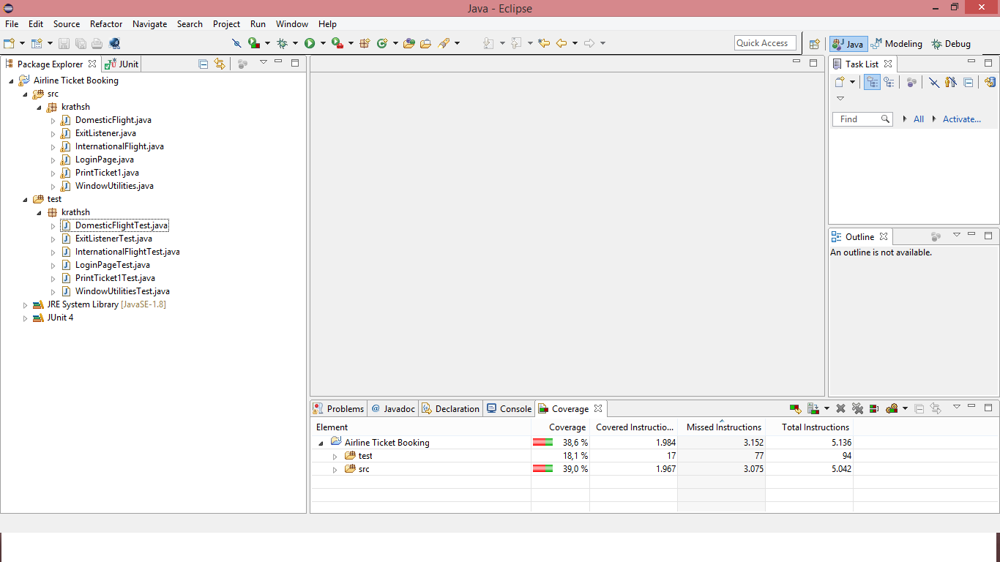 Java - Eclipse
File Edit Source Refactor Navigate Search Project Run Window Help
Quick Access Java Modeling Debug
Package Explorer JUnit
Airline Ticket Booking
src
krathsh
DomesticFlight.java
ExitListener.java
InternationalFlight.java
LoginPage.java
PrintTicket1.java
WindowUtilities.java
test
krathsh
DomesticFlightTest.java
ExitListenerTest.java
InternationalFlightTest.java
LoginPageTest.java
PrintTicket1Test.java
WindowUtilitiesTest.java
JRE System Library [JavaSE-1.8]
JUnit 4
Task List
Find All Activate...
Outline
An outline is not available.
Problems @ Javadoc Declaration Console Coverage
Element Coverage Covered Instructio... Missed Instructions Total Instructions
Airline Ticket Booking 38,6 % 1.984 3.152 5.136
test 18,1 % 17 77 94
src 39,0 % 1.967 3.075 5.042